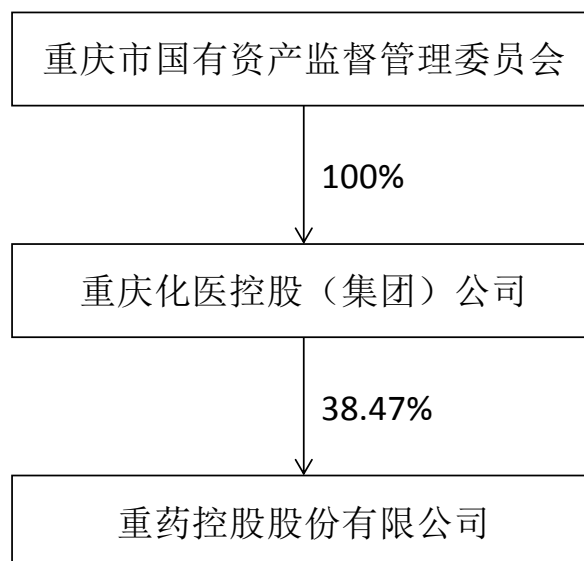 重庆市国有资产监督管理委员会
100%
重庆化医控股（集团）公司
38.47%
重药控股股份有限公司